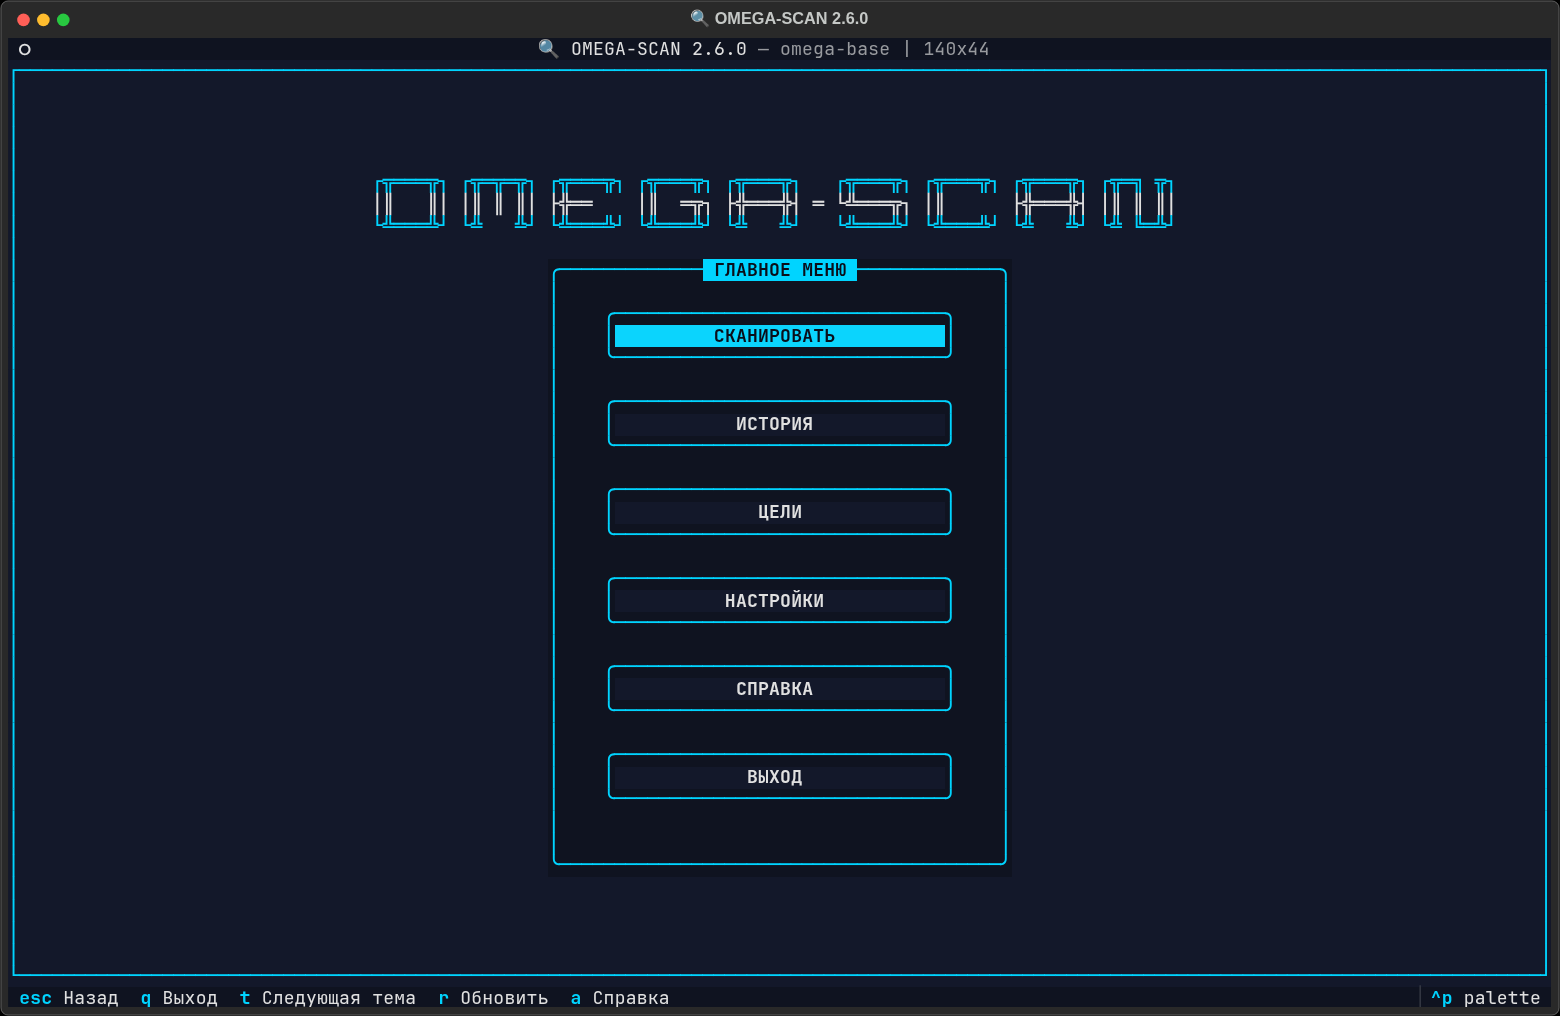 🔍 OMEGA-SCAN 2.6.0
🔍 OMEGA-SCAN 2.6.0 — omega-base | 140x44
OMEGA-SCAN
ГЛАВНОЕ МЕНЮ
СКАНИРОВАТЬ
ИСТОРИЯ
ЦЕЛИ
НАСТРОЙКИ
СПРАВКА
ВЫХОД
esc Назад q Выход t Следующая тема r Обновить a Справка ^p palette